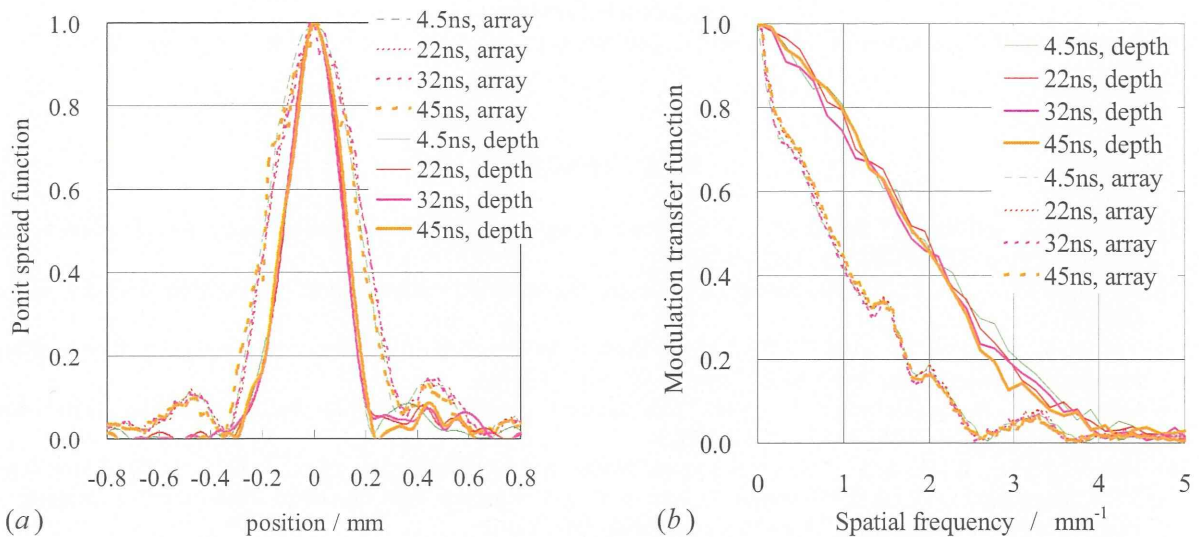 Ponit spread function
1.0
0.8
0.6
0.4
0.2
0.0
-0.8 -0.6 -0.4 -0.2 0 0.2 0.4 0.6 0.8
position / mm
(a)
4.5ns, array
22ns, array
32ns, array
45ns, array
4.5ns, depth
22ns, depth
32ns, depth
45ns, depth
Modulation transfer function
1.0
0.8
0.6
0.4
0.2
0.0
0 1 2 3 4 5
Spatial frequency / mm⁻¹
(b)
4.5ns, depth
22ns, depth
32ns, depth
45ns, depth
4.5ns, array
22ns, array
32ns, array
45ns, array